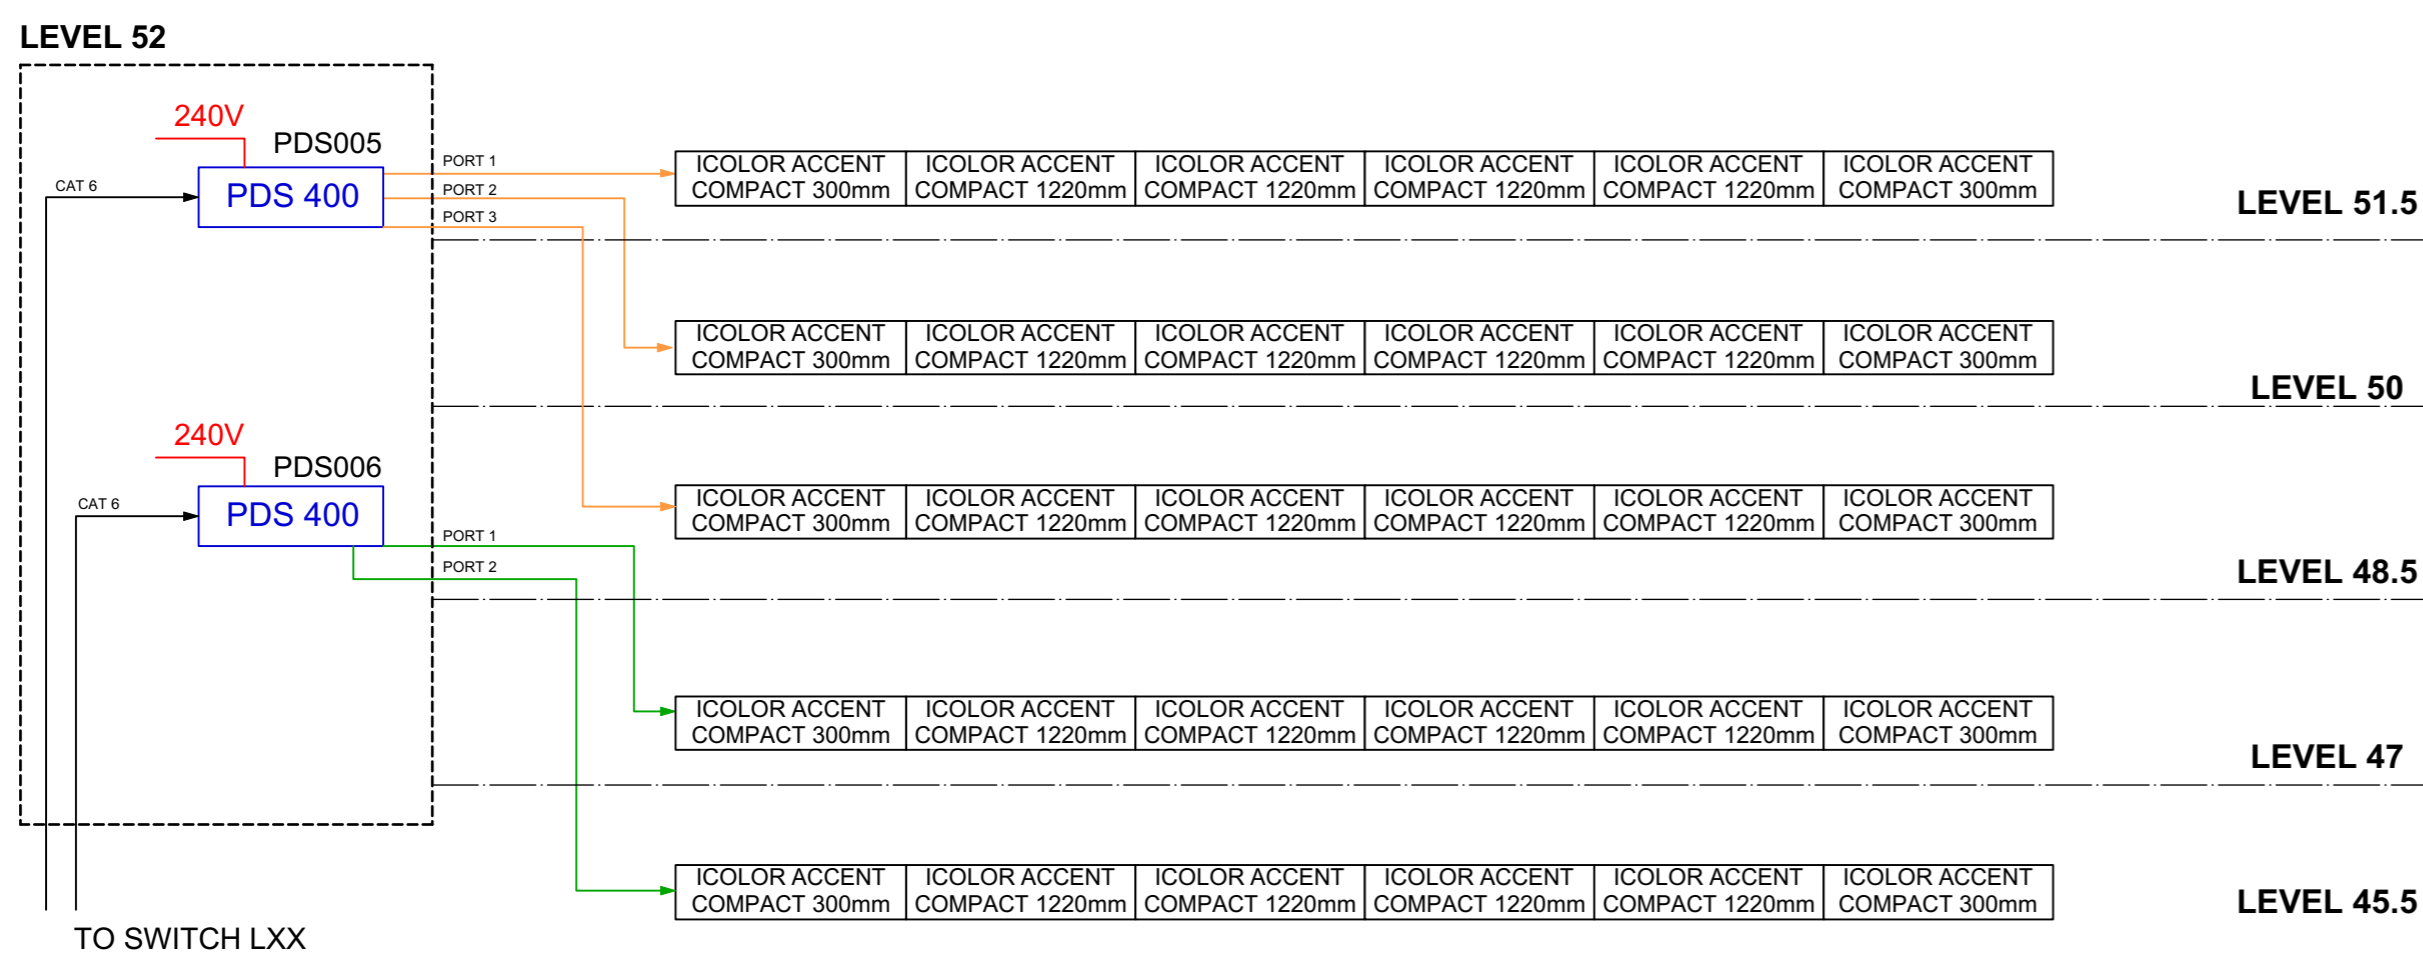 LEVEL 52
240V
PDS005
PDS 400
CAT 6
PORT 1
PORT 2
PORT 3
ICOLOR ACCENT COMPACT 300mm
ICOLOR ACCENT COMPACT 1220mm
ICOLOR ACCENT COMPACT 1220mm
ICOLOR ACCENT COMPACT 1220mm
ICOLOR ACCENT COMPACT 1220mm
ICOLOR ACCENT COMPACT 300mm
LEVEL 51.5
ICOLOR ACCENT COMPACT 300mm
ICOLOR ACCENT COMPACT 1220mm
ICOLOR ACCENT COMPACT 1220mm
ICOLOR ACCENT COMPACT 1220mm
ICOLOR ACCENT COMPACT 1220mm
ICOLOR ACCENT COMPACT 300mm
LEVEL 50
240V
PDS006
PDS 400
CAT 6
PORT 1
PORT 2
ICOLOR ACCENT COMPACT 300mm
ICOLOR ACCENT COMPACT 1220mm
ICOLOR ACCENT COMPACT 1220mm
ICOLOR ACCENT COMPACT 1220mm
ICOLOR ACCENT COMPACT 1220mm
ICOLOR ACCENT COMPACT 300mm
LEVEL 48.5
ICOLOR ACCENT COMPACT 300mm
ICOLOR ACCENT COMPACT 1220mm
ICOLOR ACCENT COMPACT 1220mm
ICOLOR ACCENT COMPACT 1220mm
ICOLOR ACCENT COMPACT 1220mm
ICOLOR ACCENT COMPACT 300mm
LEVEL 47
ICOLOR ACCENT COMPACT 300mm
ICOLOR ACCENT COMPACT 1220mm
ICOLOR ACCENT COMPACT 1220mm
ICOLOR ACCENT COMPACT 1220mm
ICOLOR ACCENT COMPACT 1220mm
ICOLOR ACCENT COMPACT 300mm
LEVEL 45.5
TO SWITCH LXX